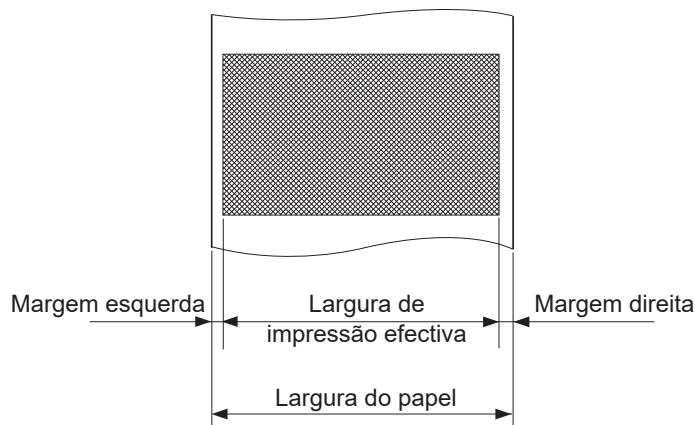 Margem esquerda
Largura de
impressão efectiva
Margem direita
Largura do papel